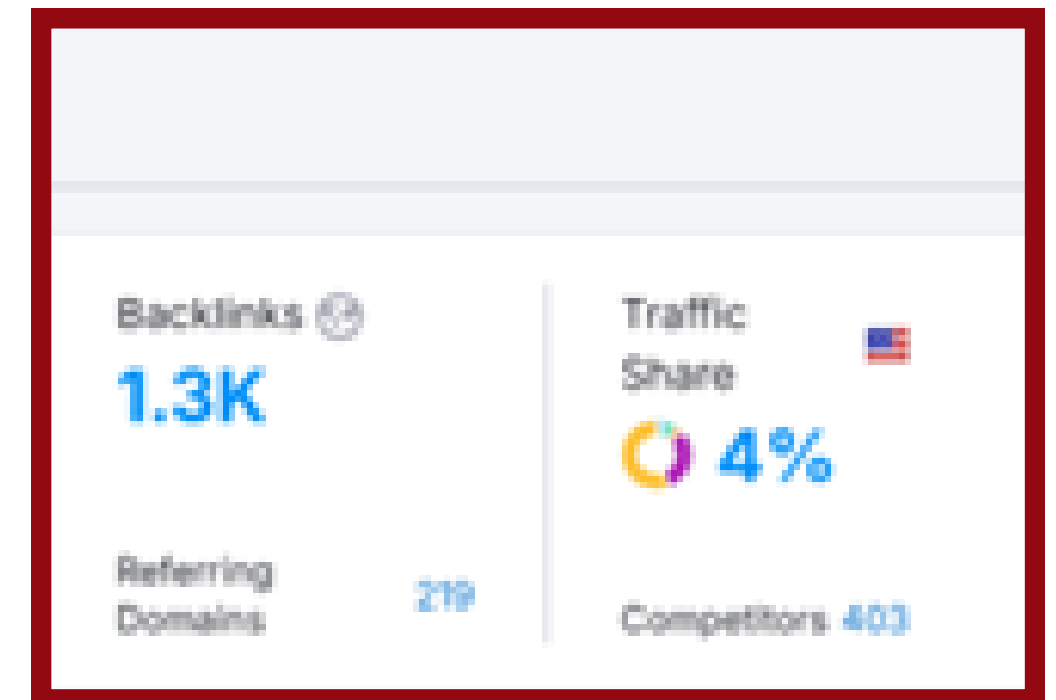 Backlinks
1.3K
Referring
Domains
219
Traffic
Share
4%
Competitors 403